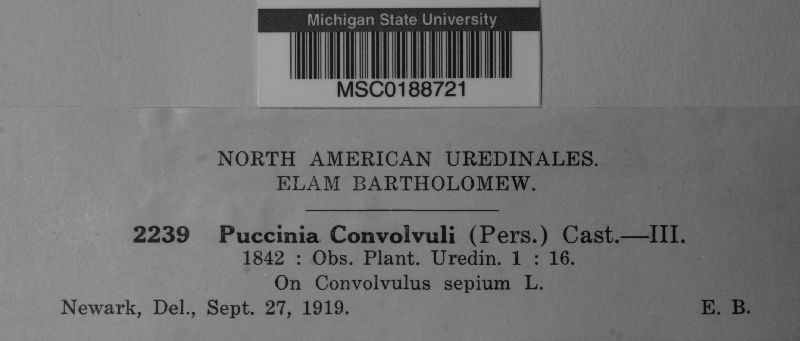 Michigan State University
MSC0188721
NORTH AMERICAN UREDINALES.
ELAM BARTHOLOMEW.
2239 Puccinia Convolvuli (Pers.) Cast.—III.
1842 : Obs. Plant. Uredin. 1 : 16.
On Convolvulus sepium L.
Newark, Del., Sept. 27, 1919. E. B.